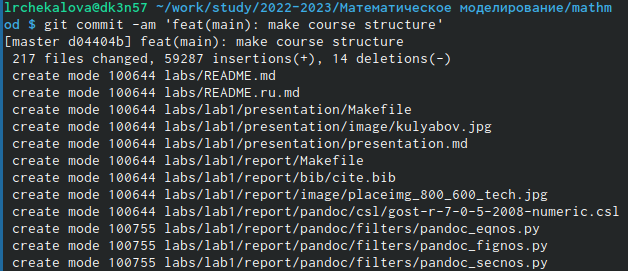 lrchekalova@dk3n57 ~/work/study/2022-2023/Математическое моделирование/mathm
od $ git commit -am 'feat(main): make course structure'
[master d04404b] feat(main): make course structure
 217 files changed, 59287 insertions(+), 14 deletions(-)
 create mode 100644 labs/README.md
 create mode 100644 labs/README.ru.md
 create mode 100644 labs/lab1/presentation/Makefile
 create mode 100644 labs/lab1/presentation/image/kulyabov.jpg
 create mode 100644 labs/lab1/presentation/presentation.md
 create mode 100644 labs/lab1/report/Makefile
 create mode 100644 labs/lab1/report/bib/cite.bib
 create mode 100644 labs/lab1/report/image/placeimg_800_600_tech.jpg
 create mode 100644 labs/lab1/report/pandoc/csl/gost-r-7-0-5-2008-numeric.csl
 create mode 100755 labs/lab1/report/pandoc/filters/pandoc_eqnos.py
 create mode 100755 labs/lab1/report/pandoc/filters/pandoc_fignos.py
 create mode 100755 labs/lab1/report/pandoc/filters/pandoc_secnos.py